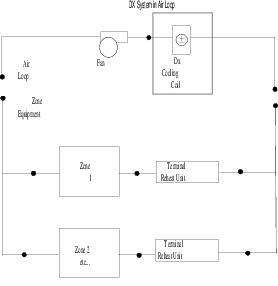 DX System in Air Loop
Fan
Dx
Cooling
Coil
Air
Loop
Zone
Equipment
Zone
1
Terminal
Reheat Unit
Zone 2
etc...
Terminal
Reheat Unit